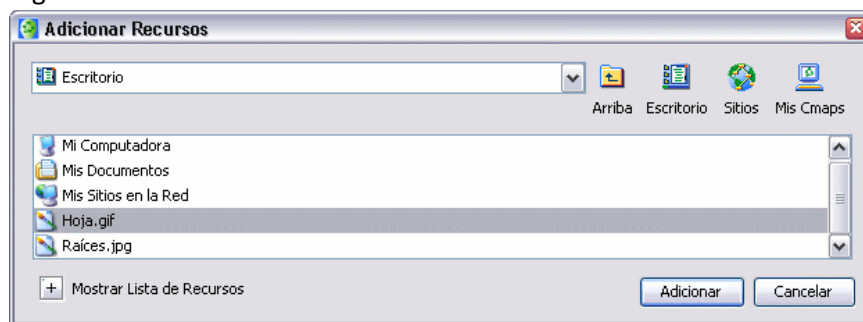 Adicionar Recursos
Escritorio
Arriba Escritorio Sitios Mis Cmaps
Mi Computadora
Mis Documentos
Mis Sitios en la Red
Hoja.gif
Raíces.jpg
+ Mostrar Lista de Recursos Adicionar Cancelar